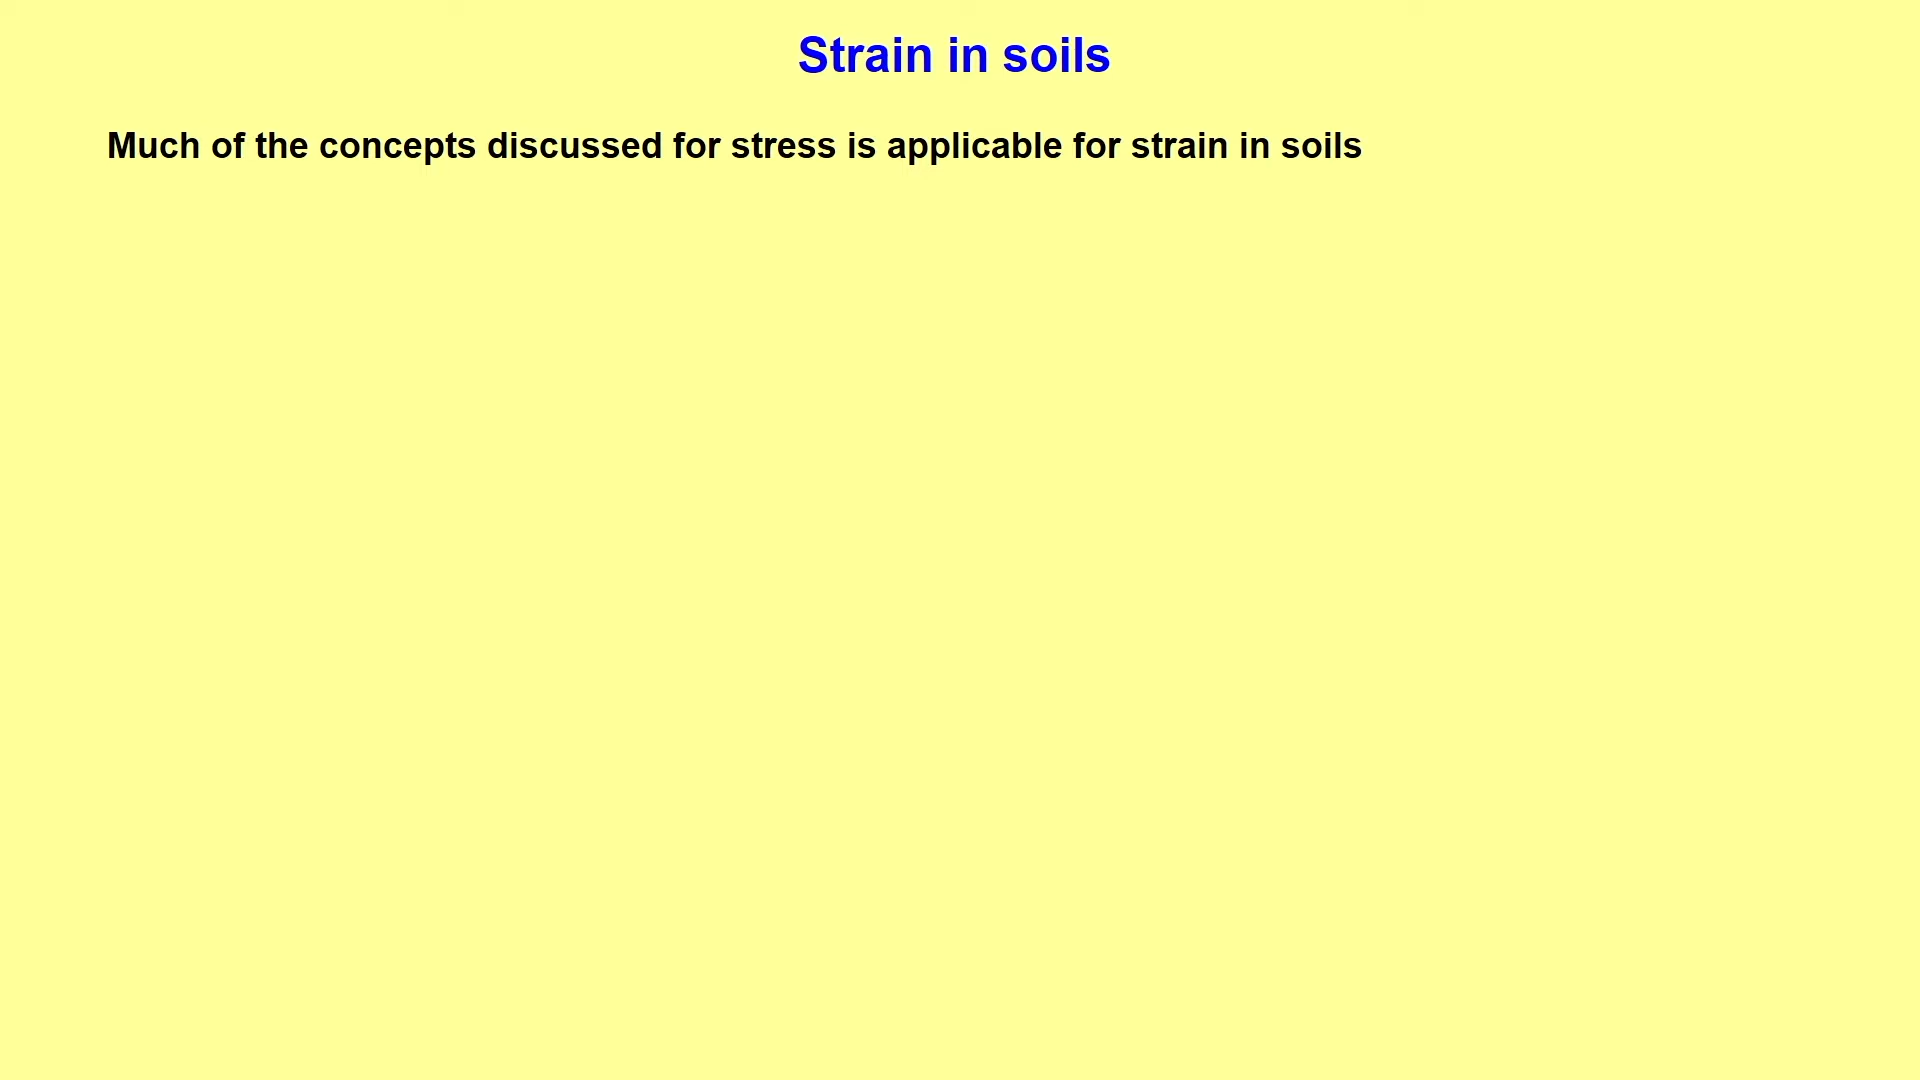 Strain in soils
Much of the concepts discussed for stress is applicable for strain in soils